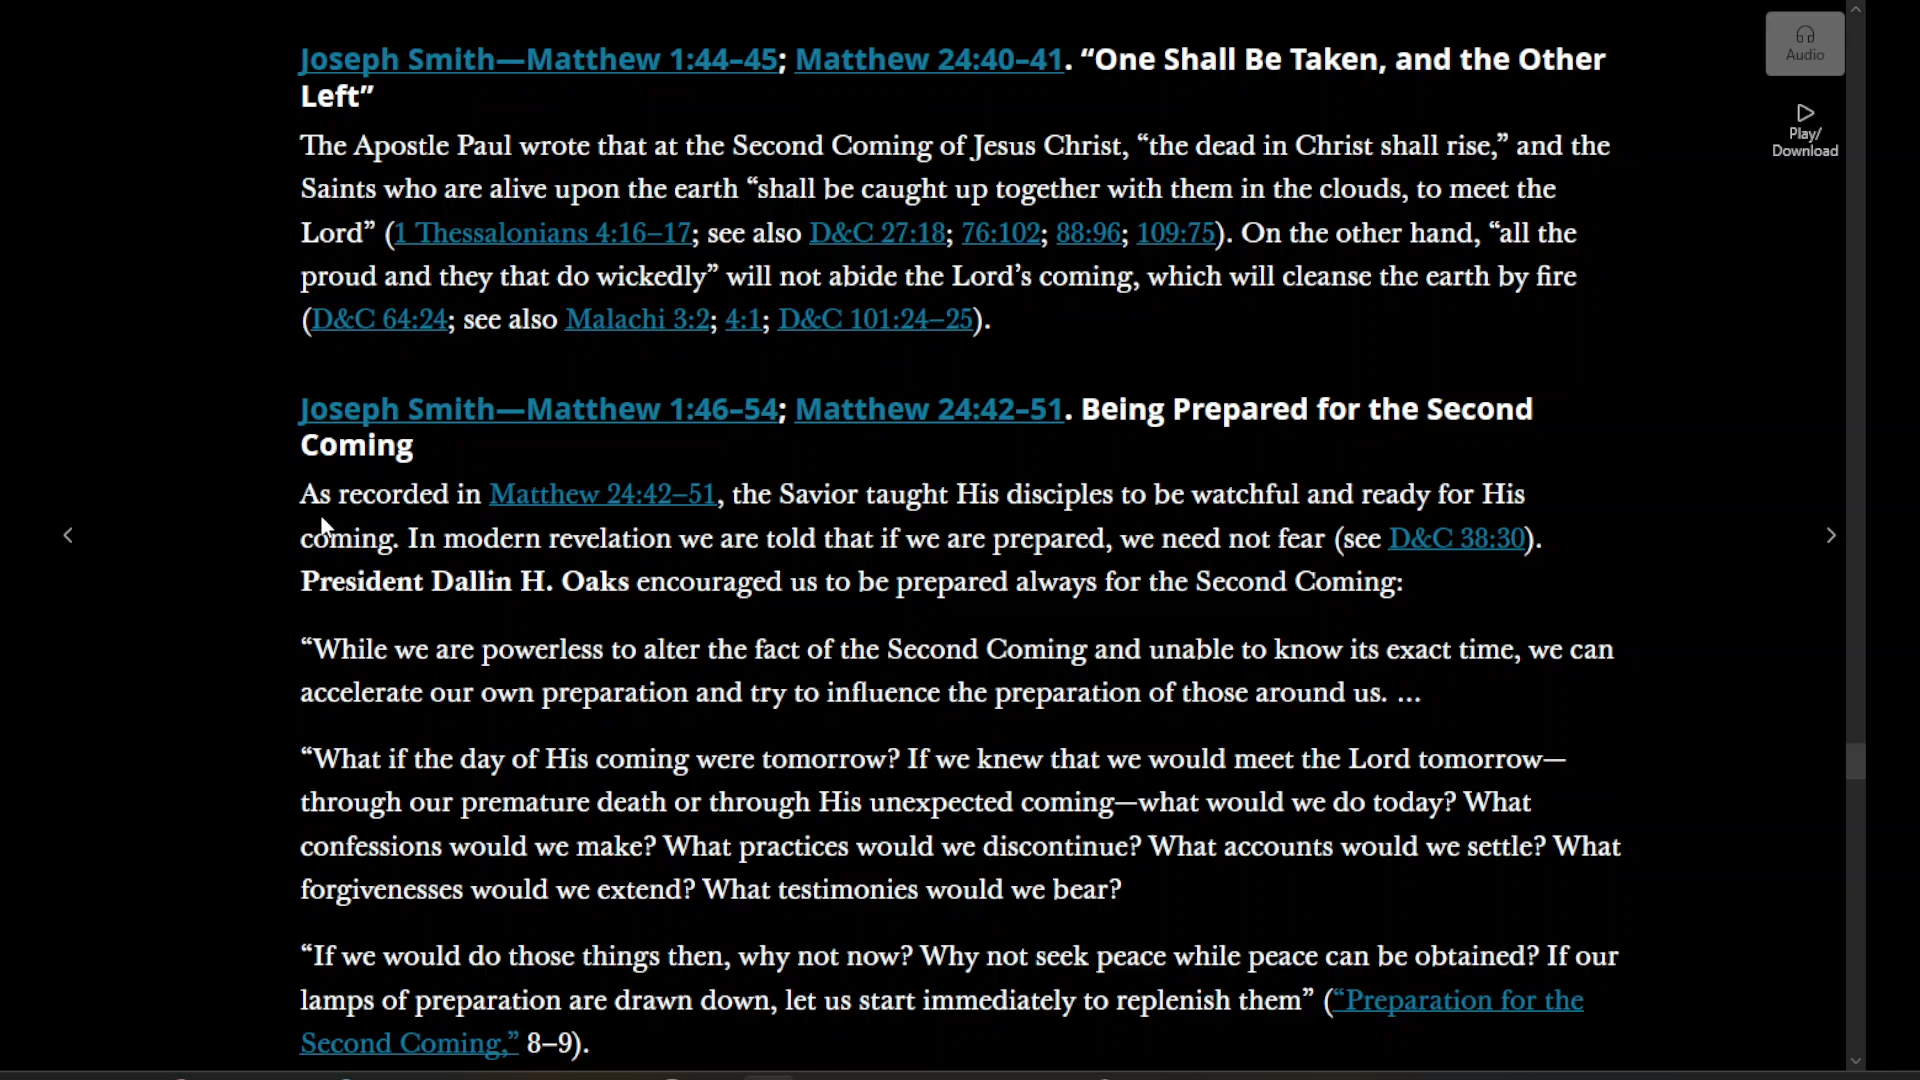 Joseph Smith—Matthew 1:44–45; Matthew 24:40–41. “One Shall Be Taken, and the Other
Left”
The Apostle Paul wrote that at the Second Coming of Jesus Christ, “the dead in Christ shall rise,” and the
Saints who are alive upon the earth “shall be caught up together with them in the clouds, to meet the
Lord” (1 Thessalonians 4:16–17; see also D&C 27:18; 76:102; 88:96; 109:75). On the other hand, “all the
proud and they that do wickedly” will not abide the Lord’s coming, which will cleanse the earth by fire
(D&C 64:24; see also Malachi 3:2; 4:1; D&C 101:24–25).
Joseph Smith—Matthew 1:46–54; Matthew 24:42–51. Being Prepared for the Second
Coming
As recorded in Matthew 24:42–51, the Savior taught His disciples to be watchful and ready for His
coming. In modern revelation we are told that if we are prepared, we need not fear (see D&C 38:30).
President Dallin H. Oaks encouraged us to be prepared always for the Second Coming:
“While we are powerless to alter the fact of the Second Coming and unable to know its exact time, we can
accelerate our own preparation and try to influence the preparation of those around us. …
“What if the day of His coming were tomorrow? If we knew that we would meet the Lord tomorrow—
through our premature death or through His unexpected coming—what would we do today? What
confessions would we make? What practices would we discontinue? What accounts would we settle? What
forgivenesses would we extend? What testimonies would we bear?
“If we would do those things then, why not now? Why not seek peace while peace can be obtained? If our
lamps of preparation are drawn down, let us start immediately to replenish them” (“Preparation for the
Second Coming,” 8–9).
Audio
Play/
Download